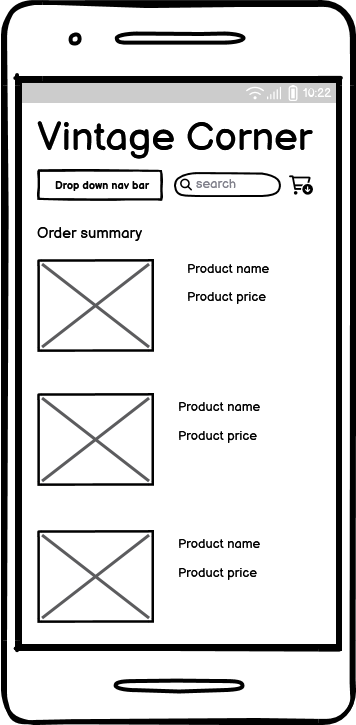 10:22
Vintage Corner
Drop down nav bar
search
Order summary
Product name
Product price
Product name
Product price
Product name
Product price